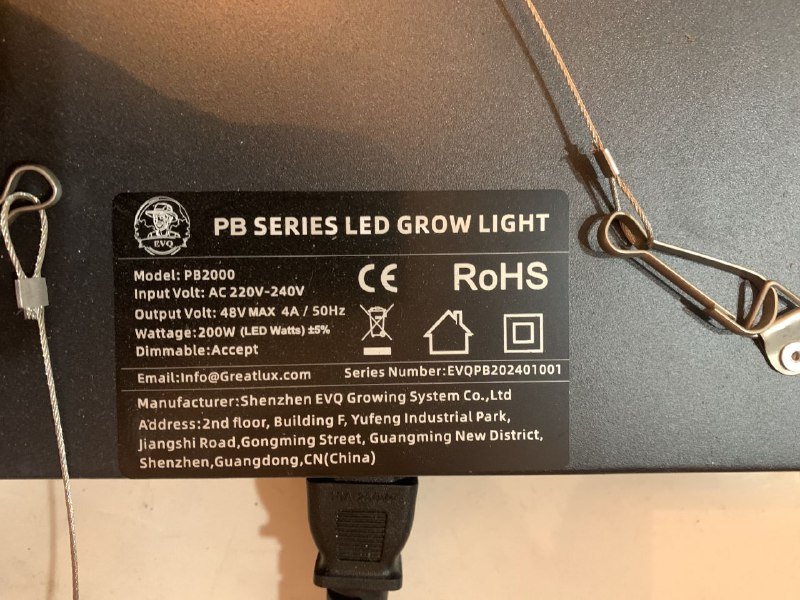 EVQ
PB SERIES LED GROW LIGHT
Model: PB2000
Input Volt: AC 220V-240V
Output Volt: 48V MAX 4A / 50Hz
Wattage:200W (LED Watts) ±5%
Dimmable:Accept
CE
RoHS
Email:Info@Greatlux.com Series Number:EVQPB202401001
Manufacturer:Shenzhen EVQ Growing System Co.,Ltd
Address:2nd floor, Building F, Yufeng Industrial Park,
Jiangshi Road,Gongming Street, Guangming New District,
Shenzhen,Guangdong,CN(China)